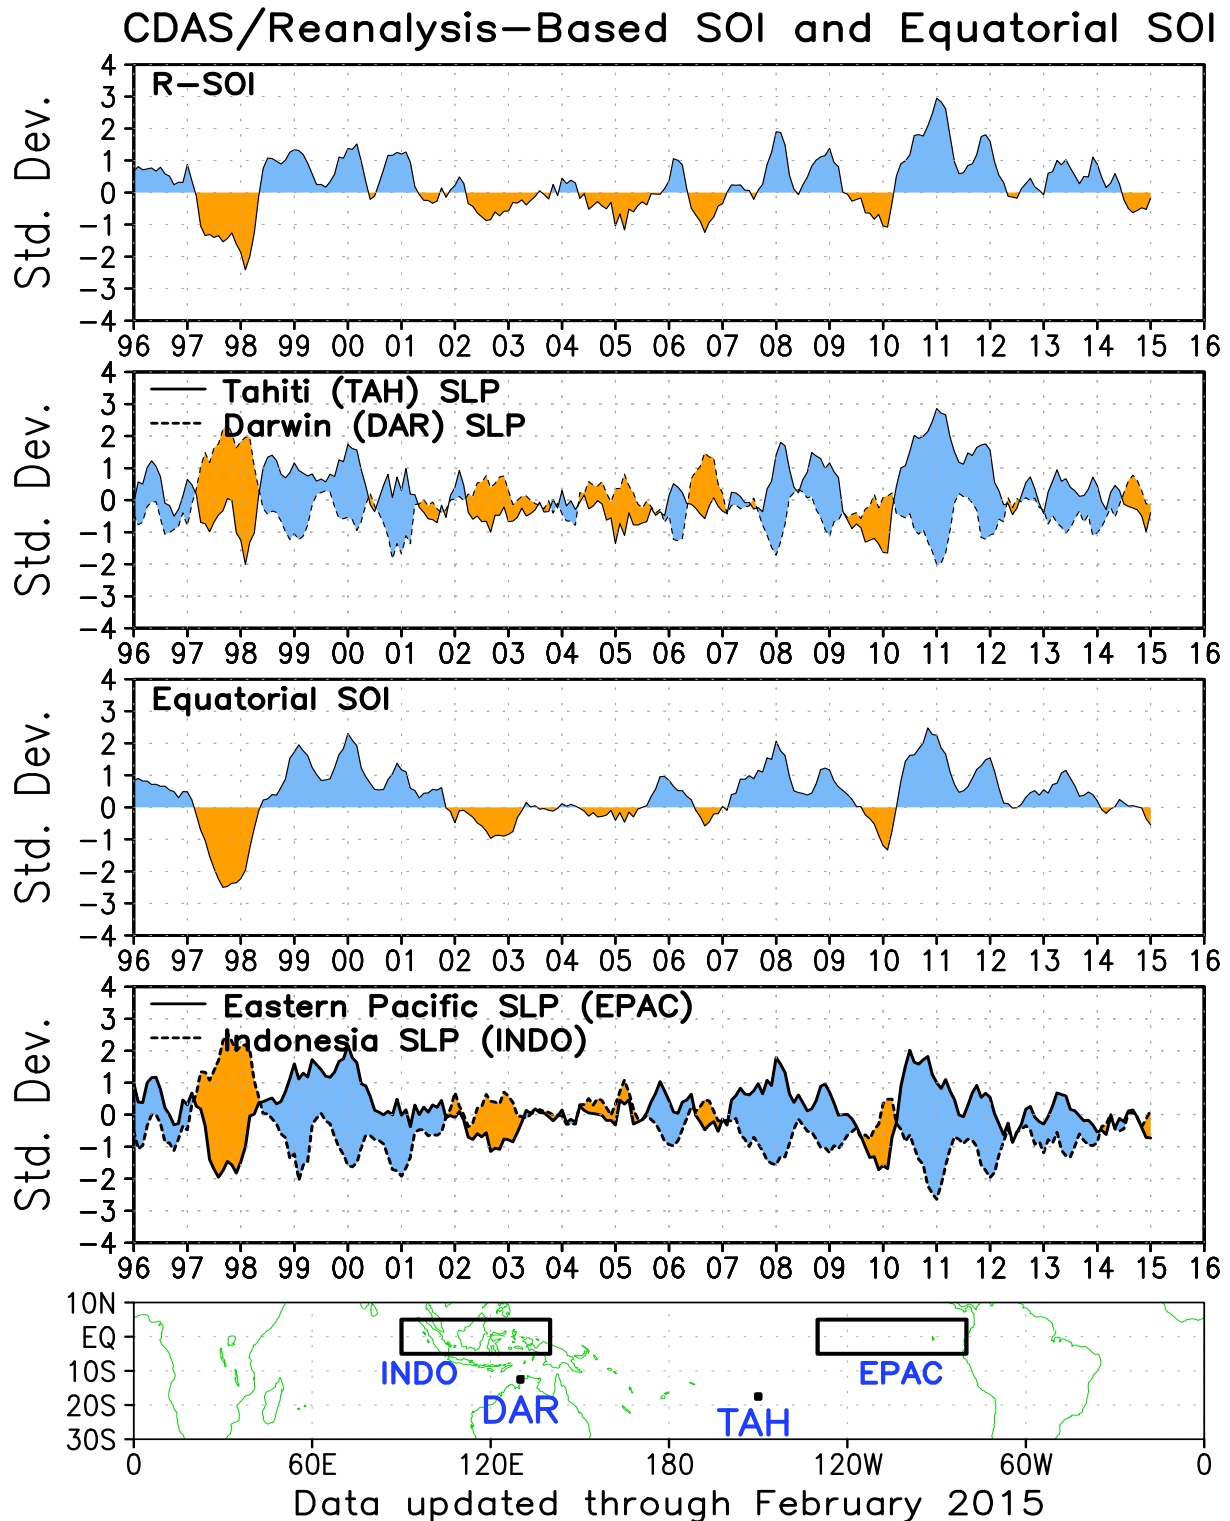 CDAS/Reanalysis-Based SOI and Equatorial SOI
R-SOI
Std. Dev.
4
3
2
1
0
-1
-2
-3
-4
96 97 98 99 00 01 02 03 04 05 06 07 08 09 10 11 12 13 14 15 16
Tahiti (TAH) SLP
Darwin (DAR) SLP
Std. Dev.
4
3
2
1
0
-1
-2
-3
-4
96 97 98 99 00 01 02 03 04 05 06 07 08 09 10 11 12 13 14 15 16
Equatorial SOI
Std. Dev.
4
3
2
1
0
-1
-2
-3
-4
96 97 98 99 00 01 02 03 04 05 06 07 08 09 10 11 12 13 14 15 16
Eastern Pacific SLP (EPAC)
Indonesia SLP (INDO)
Std. Dev.
4
3
2
1
0
-1
-2
-3
-4
96 97 98 99 00 01 02 03 04 05 06 07 08 09 10 11 12 13 14 15 16
10N
EQ
10S
20S
30S
INDO
EPAC
DAR
TAH
0 60E 120E 180 120W 60W 0
Data updated through February 2015